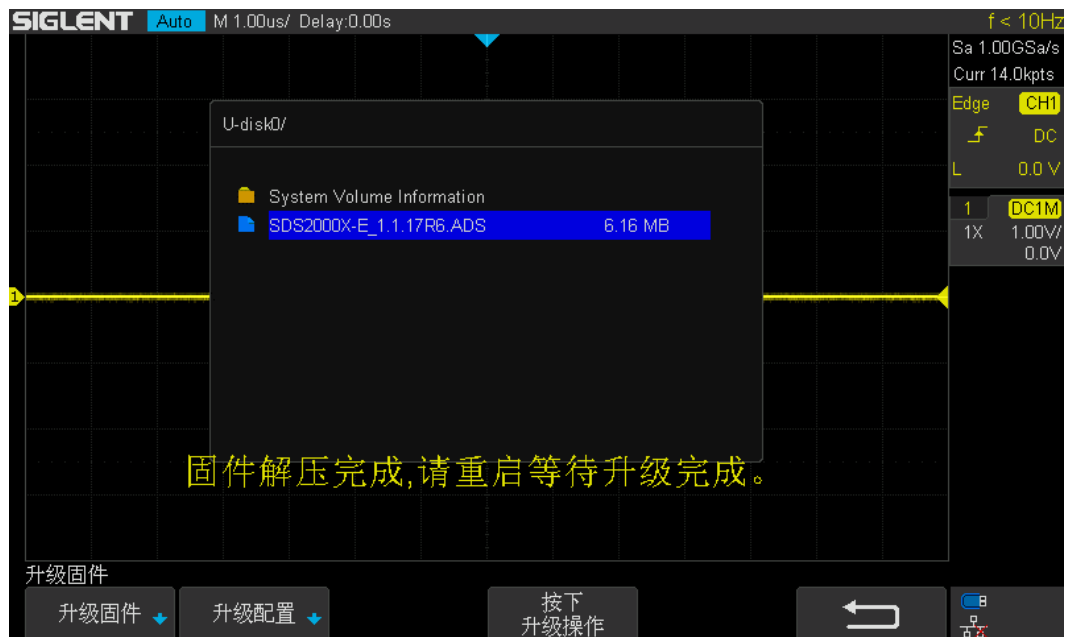 SIGLENT Auto M 1.00us/ Delay:0.00s f < 10Hz
Sa 1.00GSa/s
Curr 14.0kpts
Edge CH1
DC
L 0.0 V
1 DC1M
1X 1.00V/
0.0V
U-disk0/
System Volume Information
SDS2000X-E_1.1.17R6.ADS 6.16 MB
1
固件解压完成,请重启等待升级完成。
升级固件
升级固件 升级配置 按下
升级操作